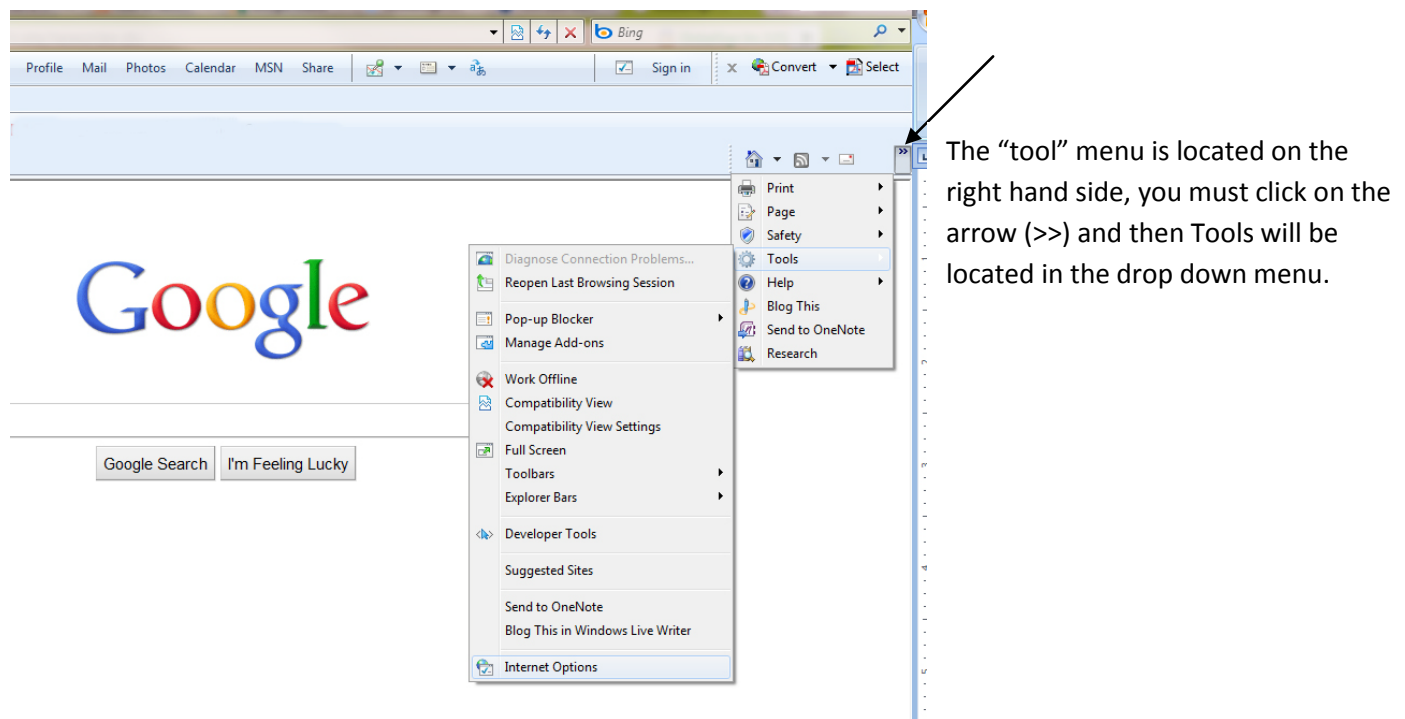 Bing
Profile Mail Photos Calendar MSN Share Sign in x Convert Select
The “tool” menu is located on the
right hand side, you must click on the
arrow (>>) and then Tools will be
located in the drop down menu.
Print
Page
Safety
Tools
Help
Blog This
Send to OneNote
Research
Diagnose Connection Problems...
Reopen Last Browsing Session
Pop-up Blocker
Manage Add-ons
Work Offline
Compatibility View
Compatibility View Settings
Full Screen
Toolbars
Explorer Bars
Developer Tools
Suggested Sites
Send to OneNote
Blog This in Windows Live Writer
Internet Options
Google
Google Search I'm Feeling Lucky